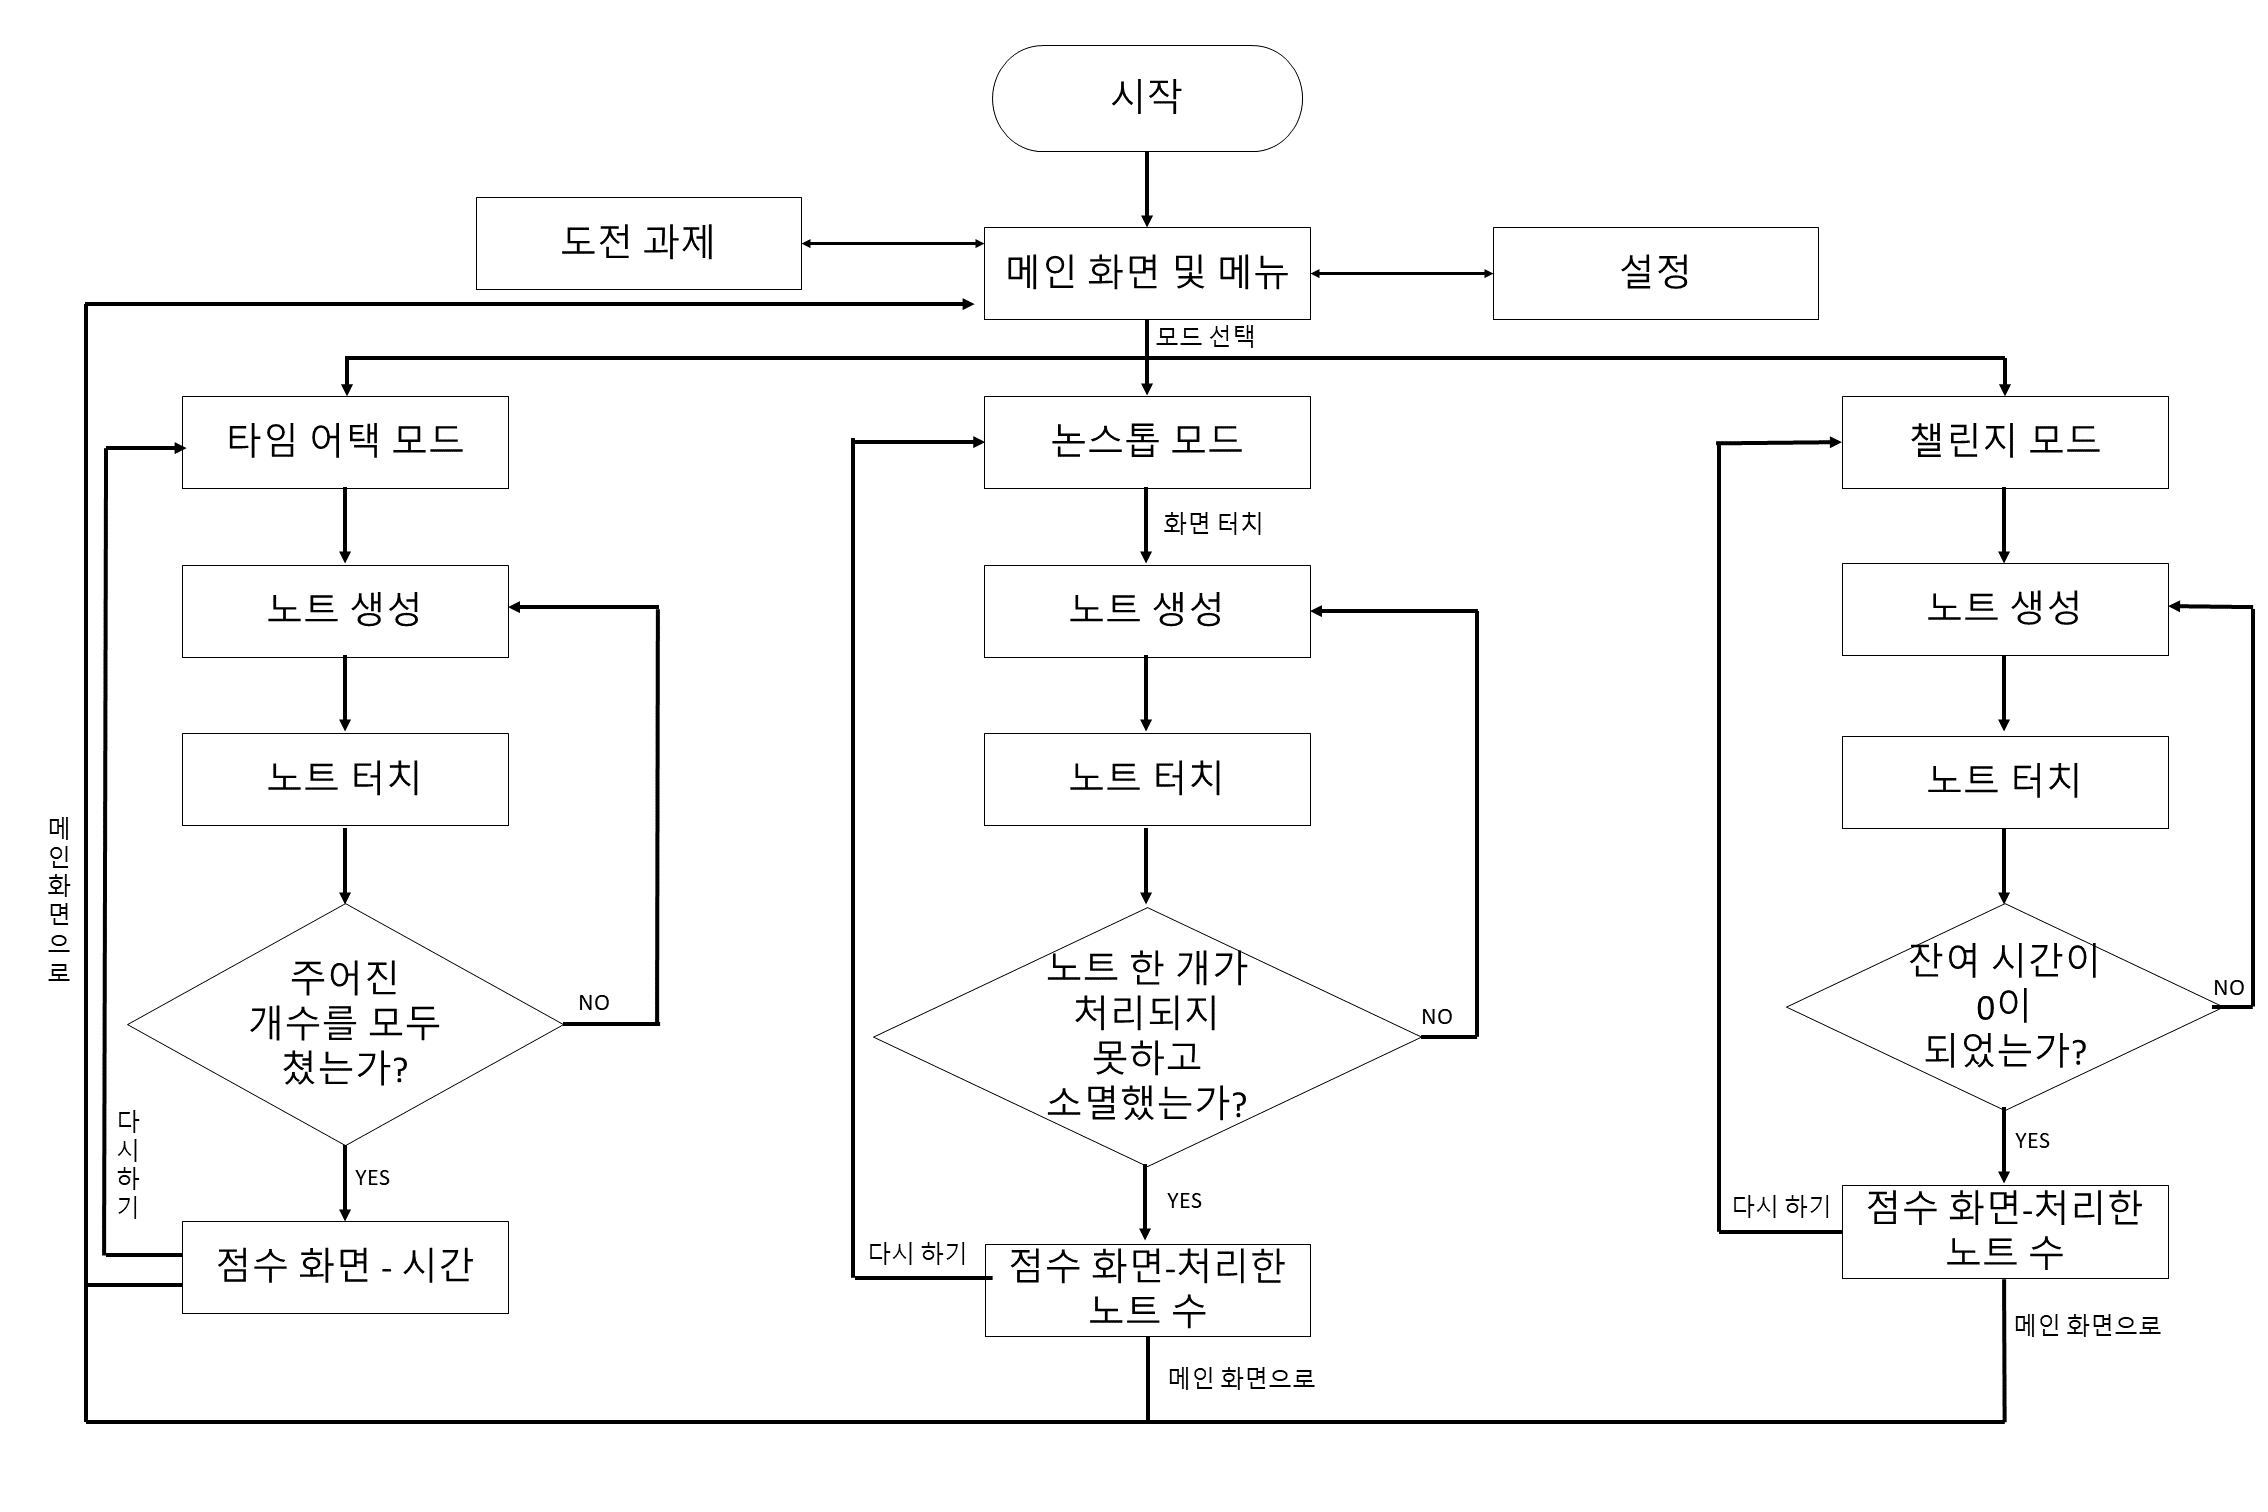 시작
도전 과제
메인 화면 및 메뉴
설정
모드 선택
타임 어택 모드
논스톱 모드
챌린지 모드
화면 터치
노트 생성
노트 생성
노트 생성
노트 터치
노트 터치
노트 터치
메인화면으로
주어진
개수를 모두
쳤는가?
NO
노트 한 개가
처리되지
못하고
소멸했는가?
NO
잔여 시간이
0이
되었는가?
NO
다시하기
YES
YES
YES
점수 화면 - 시간
다시 하기
점수 화면-처리한
노트 수
다시 하기
점수 화면-처리한
노트 수
메인 화면으로
메인 화면으로